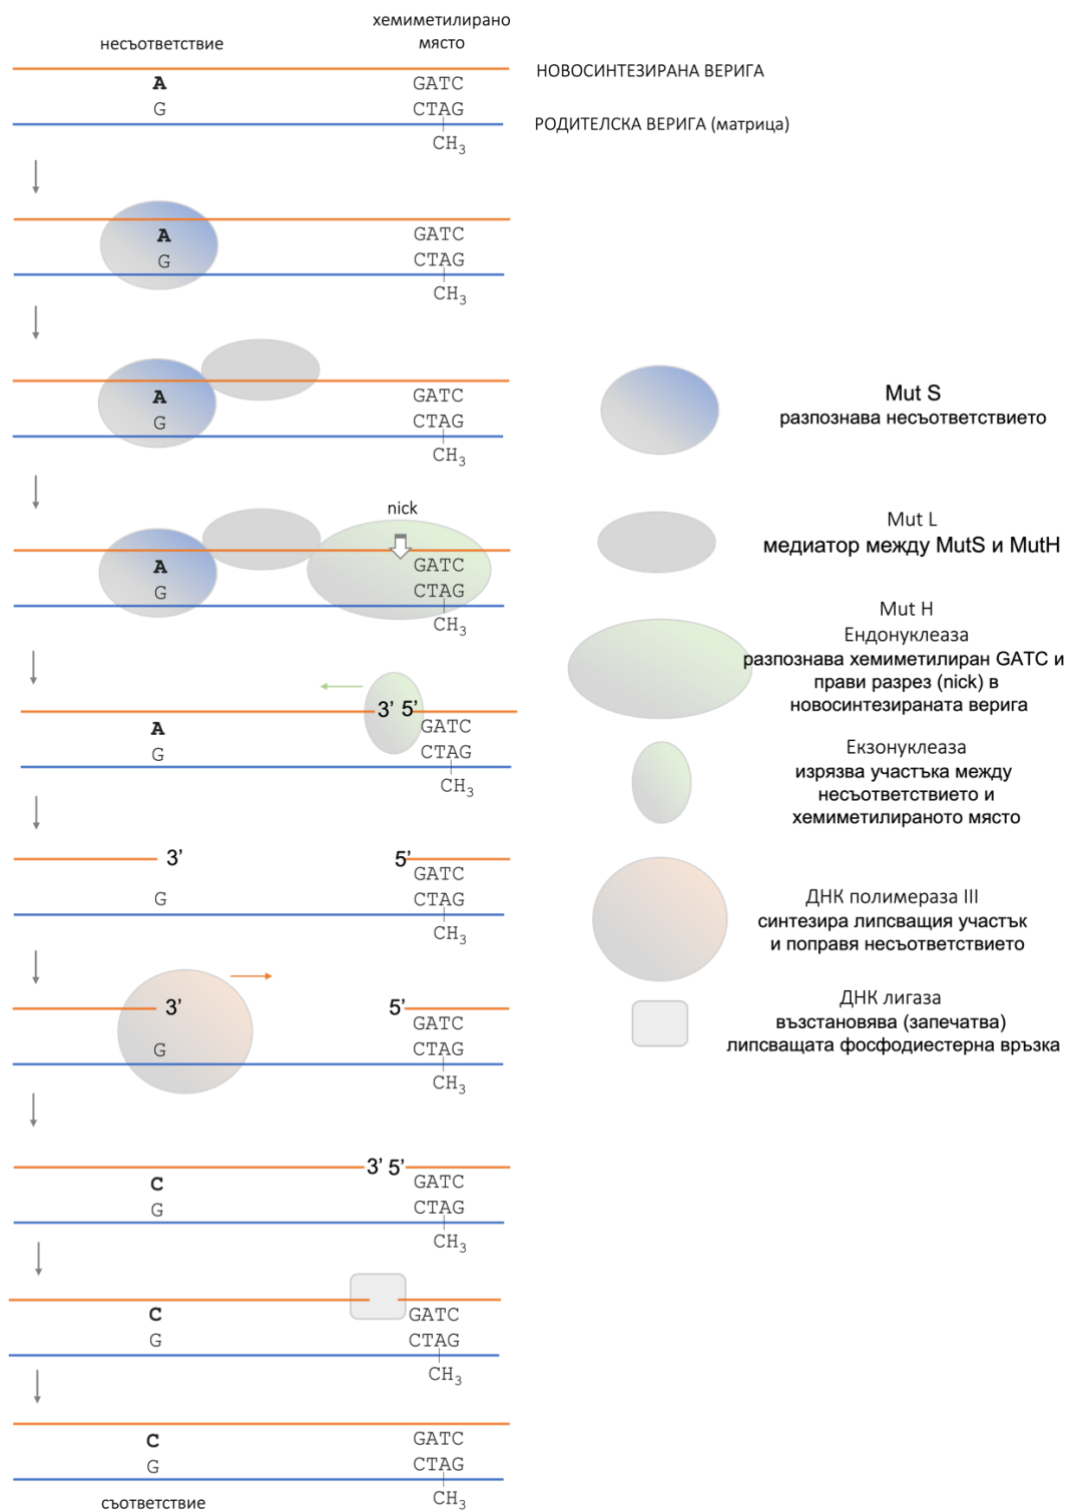 несъответствие
хемиметилирано
място
A
G
GATC
CTAG
CH3
НОВОСИНТЕЗИРАНА ВЕРИГА
РОДИТЕЛСКА ВЕРИГА (матрица)
A
G
GATC
CTAG
CH3
A
G
GATC
CTAG
CH3
nick
A
G
GATC
CTAG
CH3
3’ 5’
A
G
GATC
CTAG
CH3
3’
5’
G
GATC
CTAG
CH3
3’
5’
G
GATC
CTAG
CH3
3’ 5’
C
G
GATC
CTAG
CH3
C
G
GATC
CTAG
CH3
C
G
GATC
CTAG
CH3
съответствие
Mut S
разпознава несъответствието
Mut L
медиатор между MutS и MutH
Mut H
Ендонуклеаза
разпознава хемиметилиран GATC и
прави разрез (nick) в
новосинтезираната верига
Екзонуклеаза
изрязва участъка между
несъответствието и
хемиметилираното място
ДНК полимераза III
синтезира липсващия участък
и поправя несъответствието
ДНК лигаза
възстановява (запечатва)
липсващата фосфодиестерна връзка